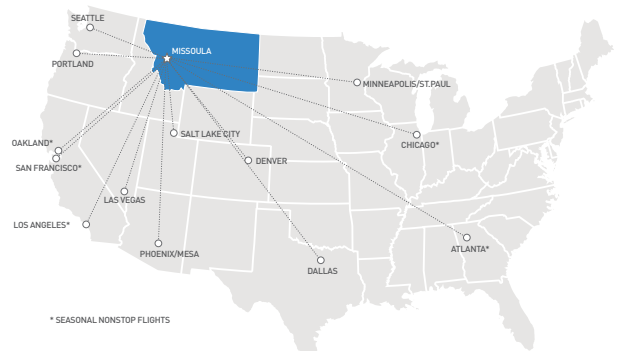 SEATTLE
MISSOULA
PORTLAND
MINNEAPOLIS/ST.PAUL
SALT LAKE CITY
OAKLAND*
CHICAGO*
SAN FRANCISCO*
DENVER
LAS VEGAS
LOS ANGELES*
PHOENIX/MESA
ATLANTA*
DALLAS
* SEASONAL NONSTOP FLIGHTS